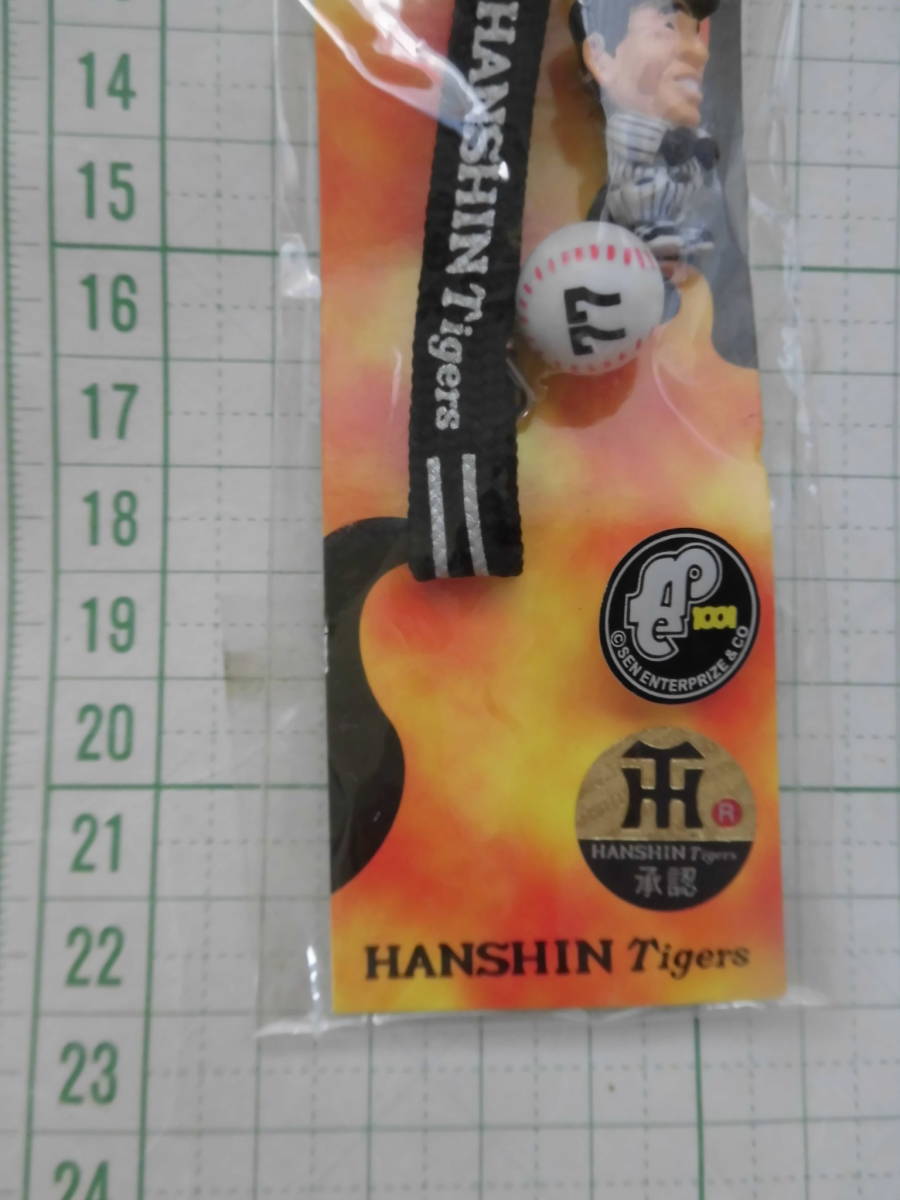 14
15
16
17
18
19
20
21
22
23
24
HANSHIN
HANSHIN Tigers
77
1001
© SEN ENTERPRIZE & CO
R
HANSHIN Tigers
承認
HANSHIN Tigers